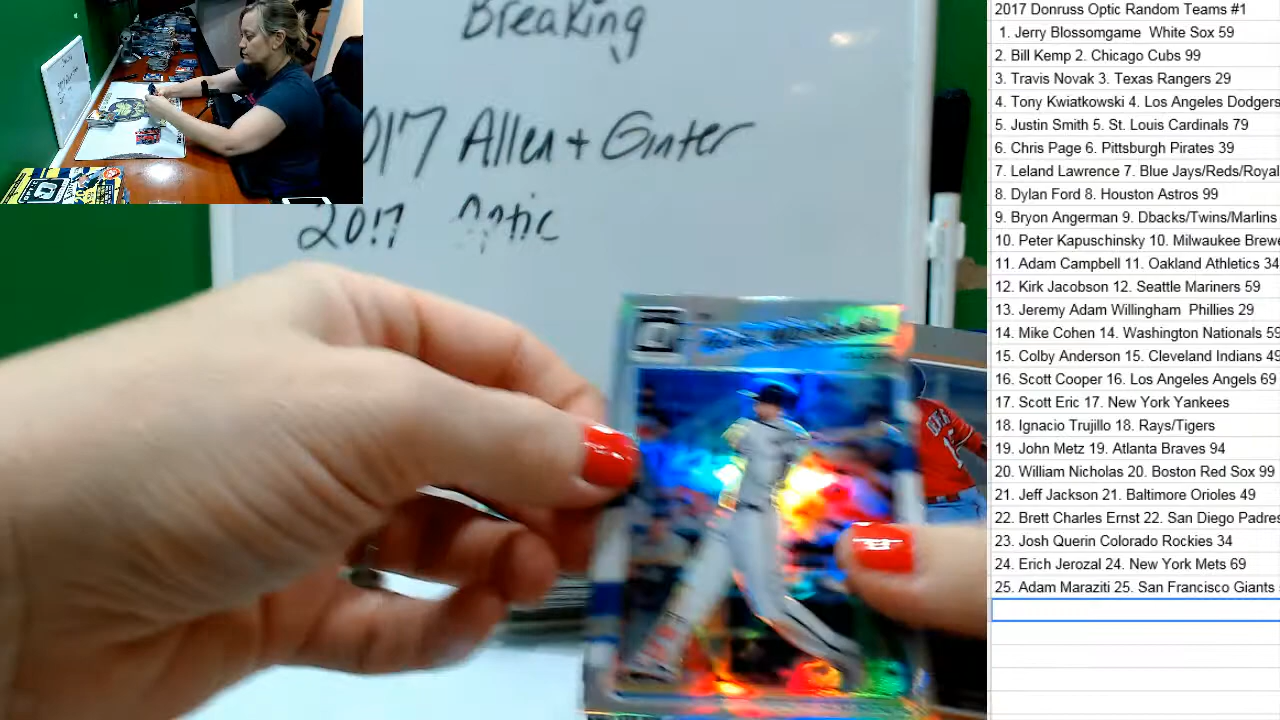 Breaking
2017 Allen + Ginter
2017 Optic
2017 Donruss Optic Random Teams #1
1. Jerry Blossomgame White Sox 59
2. Bill Kemp 2. Chicago Cubs 99
3. Travis Novak 3. Texas Rangers 29
4. Tony Kwiatkowski 4. Los Angeles Dodgers
5. Justin Smith 5. St. Louis Cardinals 79
6. Chris Page 6. Pittsburgh Pirates 39
7. Leland Lawrence 7. Blue Jays/Reds/Royal
8. Dylan Ford 8. Houston Astros 99
9. Bryon Angerman 9. Dbacks/Twins/Marlins
10. Peter Kapuschinsky 10. Milwaukee Brewe
11. Adam Campbell 11. Oakland Athletics 34
12. Kirk Jacobson 12. Seattle Mariners 59
13. Jeremy Adam Willingham Phillies 29
14. Mike Cohen 14. Washington Nationals 59
15. Colby Anderson 15. Cleveland Indians 49
16. Scott Cooper 16. Los Angeles Angels 69
17. Scott Eric 17. New York Yankees
18. Ignacio Trujillo 18. Rays/Tigers
19. John Metz 19. Atlanta Braves 94
20. William Nicholas 20. Boston Red Sox 99
21. Jeff Jackson 21. Baltimore Orioles 49
22. Brett Charles Ernst 22. San Diego Padres
23. Josh Querin Colorado Rockies 34
24. Erich Jerozal 24. New York Mets 69
25. Adam Maraziti 25. San Francisco Giants